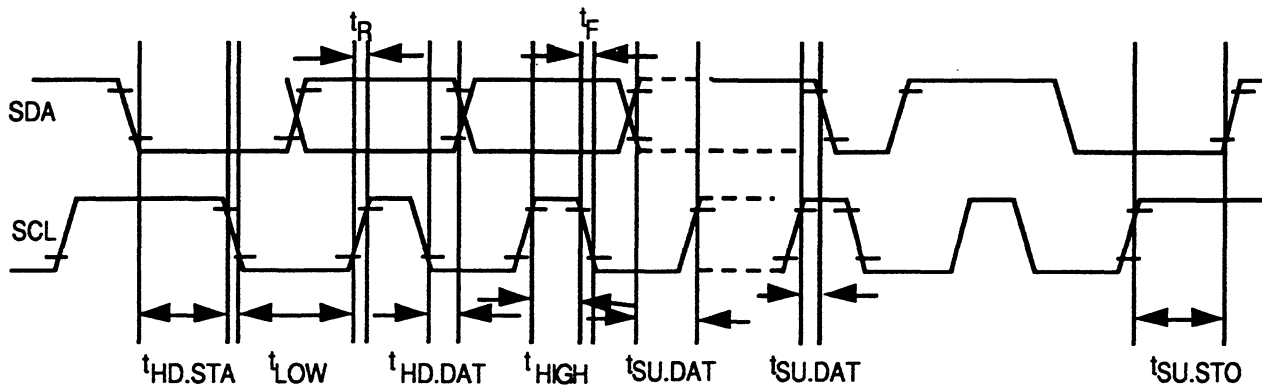 tR tF
SDA
SCL
tHD.STA tLOW tHD.DAT tHIGH tSU.DAT tSU.DAT tSU.STO